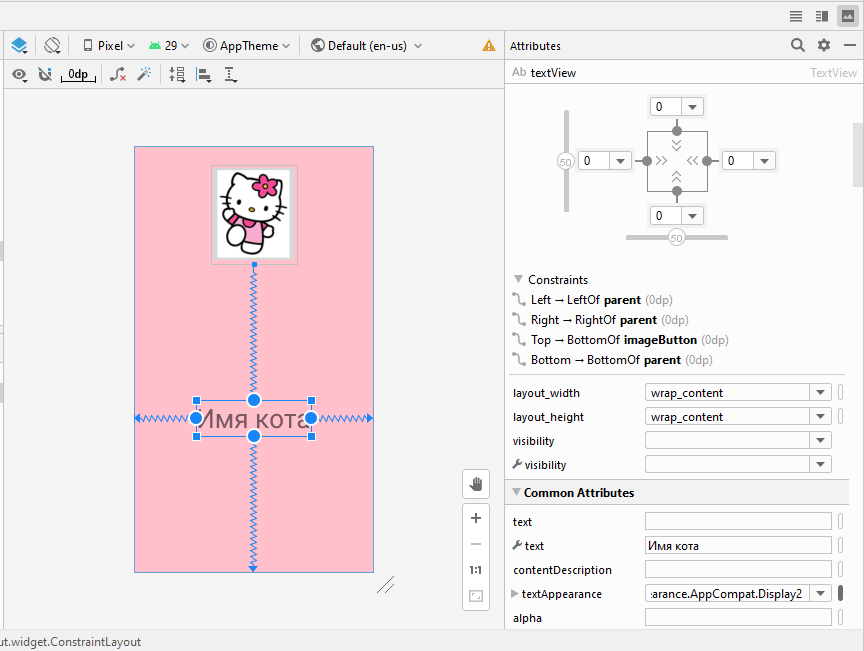 Pixel 29 AppTheme Default (en-us)
Attributes
0dp
Ab textView TextView
0
50 0 0
0
50
Constraints
Left → LeftOf parent (0dp)
Right → RightOf parent (0dp)
Top → BottomOf imageButton (0dp)
Bottom → BottomOf parent (0dp)
layout_width wrap_content
layout_height wrap_content
visibility
visibility
Common Attributes
text
text Имя кота
contentDescription
textAppearance arance.AppCompat.Display2
alpha
Имя кота
1:1
ut.widget.ConstraintLayout